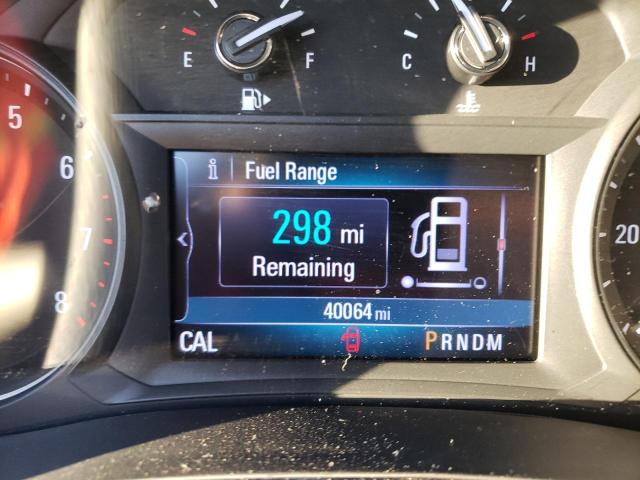 E F
C H
5
6
7
8
i Fuel Range
298 mi
Remaining
40064 mi
CAL PRNDM
20